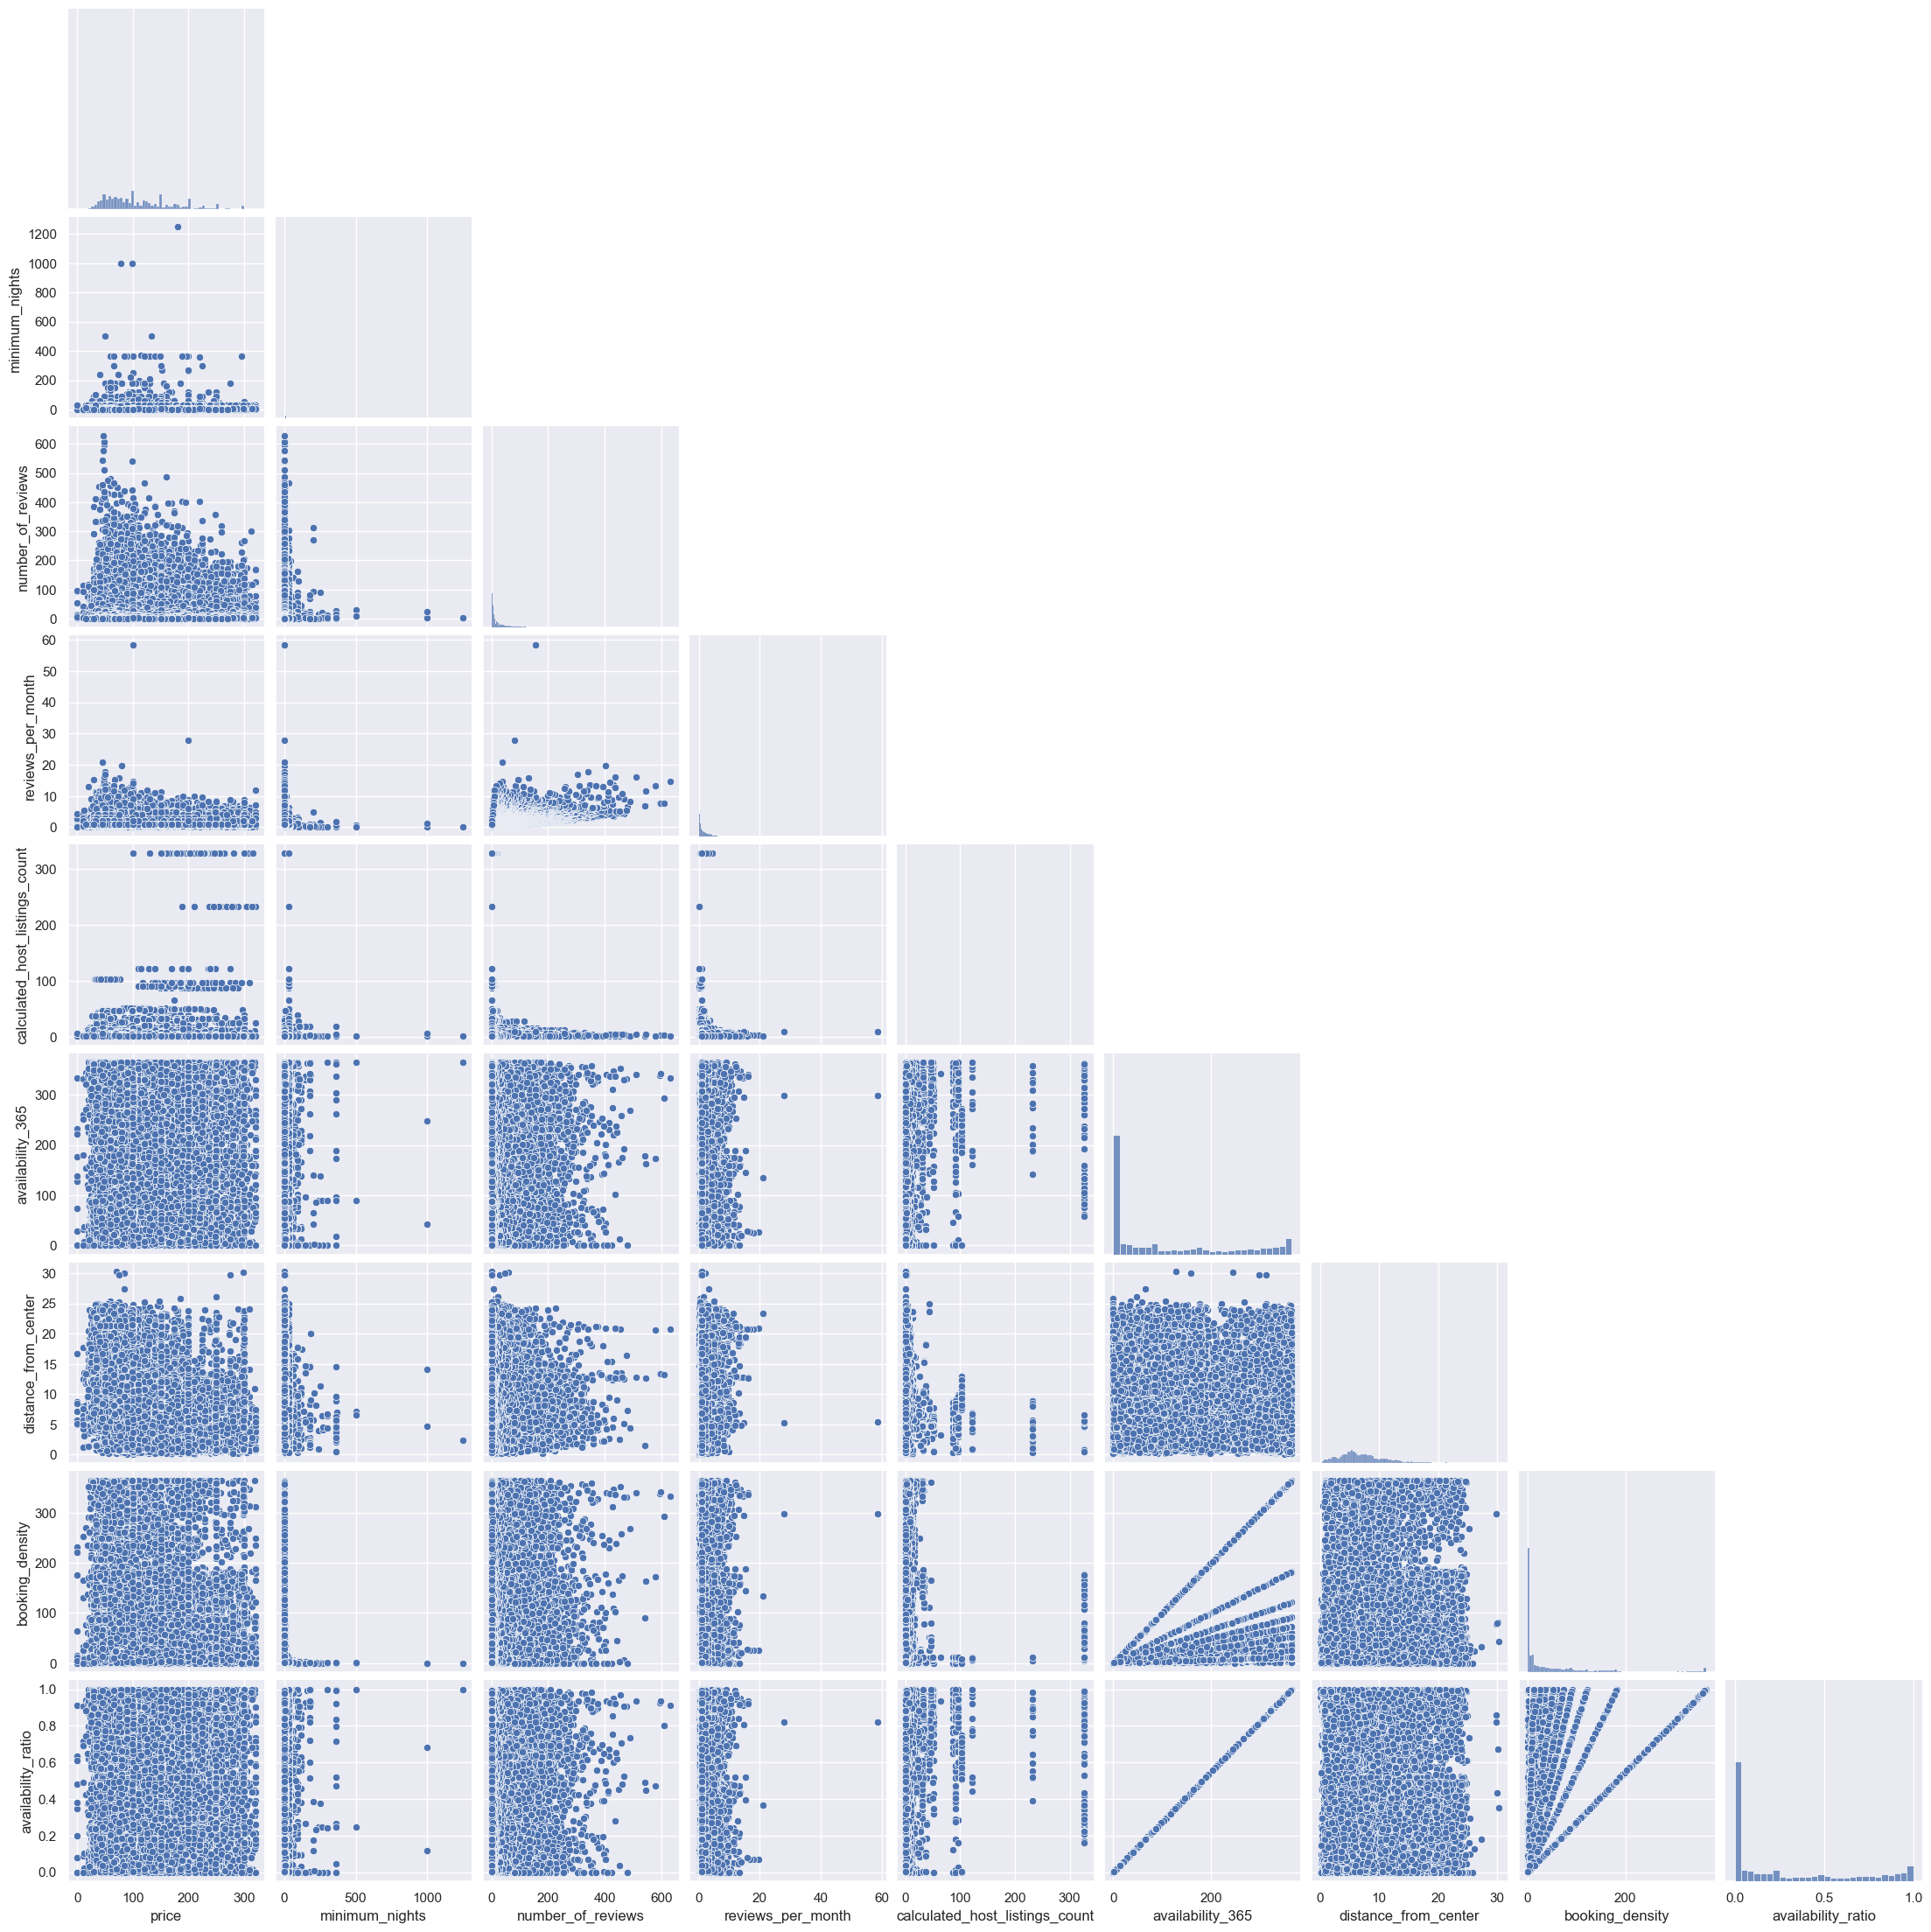 minimum_nights
1200
1000
800
600
400
200
0
number_of_reviews
600
500
400
300
200
100
0
reviews_per_month
60
50
40
30
20
10
0
calculated_host_listings_count
300
200
100
0
availability_365
300
200
100
0
distance_from_center
30
25
20
15
10
5
0
booking_density
300
200
100
0
availability_ratio
1.0
0.8
0.6
0.4
0.2
0.0
0 100 200 300
price
0 500 1000
minimum_nights
0 200 400 600
number_of_reviews
0 20 40 60
reviews_per_month
0 100 200 300
calculated_host_listings_count
0 200
availability_365
0 10 20 30
distance_from_center
0 200
booking_density
0.0 0.5 1.0
availability_ratio